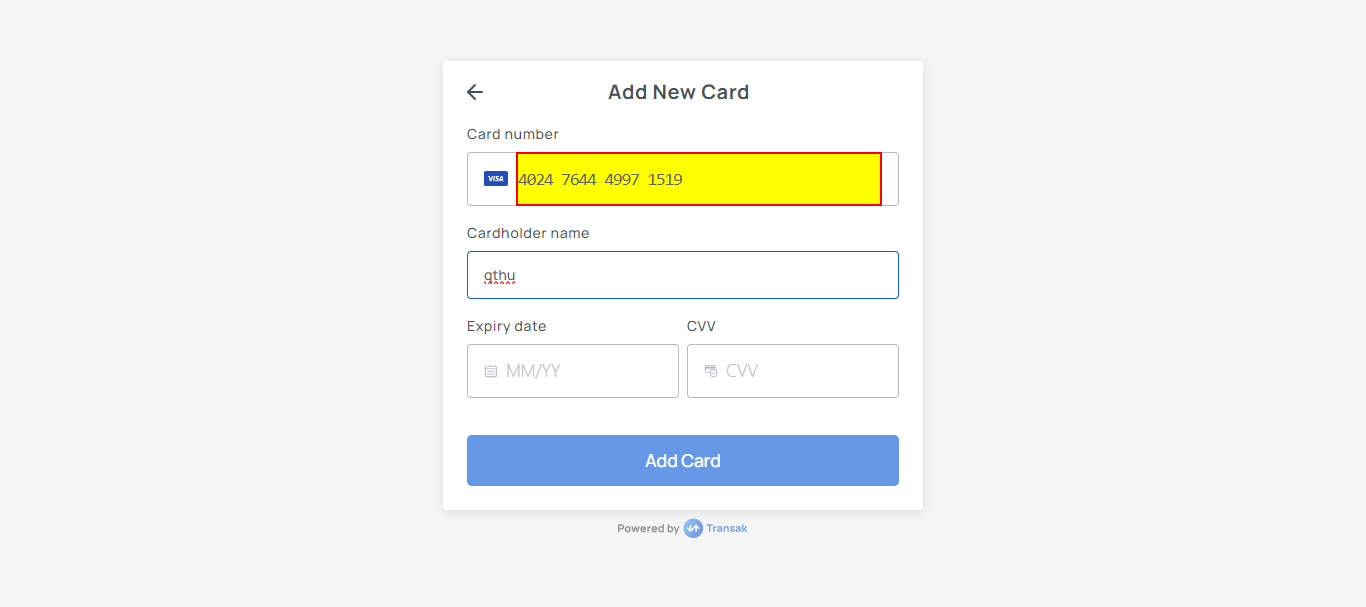 Add New Card
Card number
VISA 4024 7644 4997 1519
Cardholder name
qthu
Expiry date CVV
MM/YY CVV
Add Card
Powered by Transak